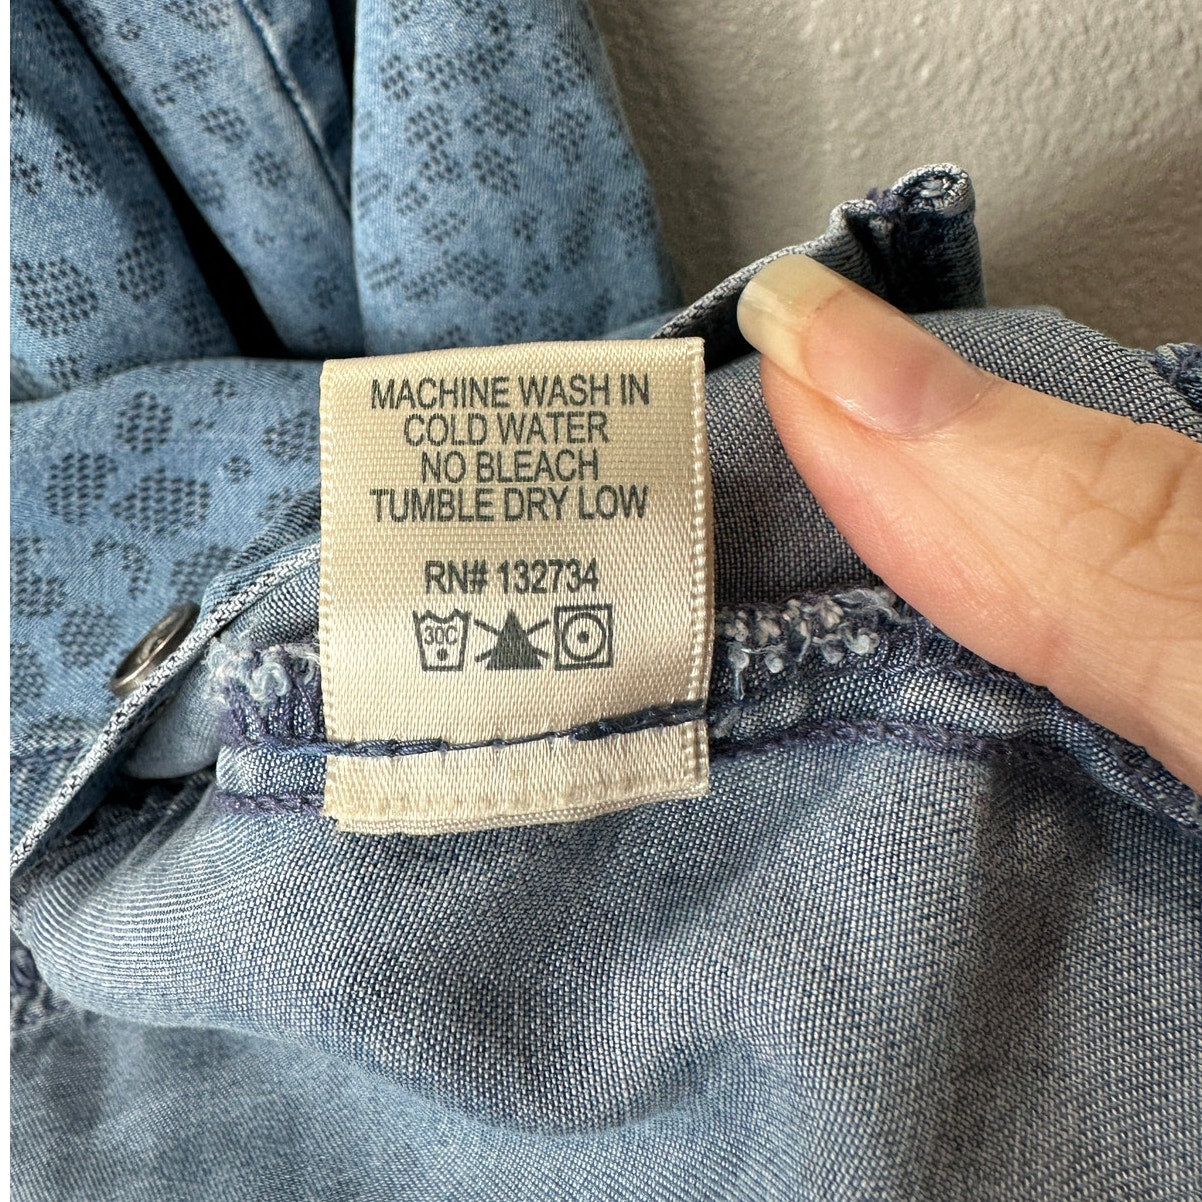 MACHINE WASH IN
COLD WATER
NO BLEACH
TUMBLE DRY LOW
RN# 132734
30C